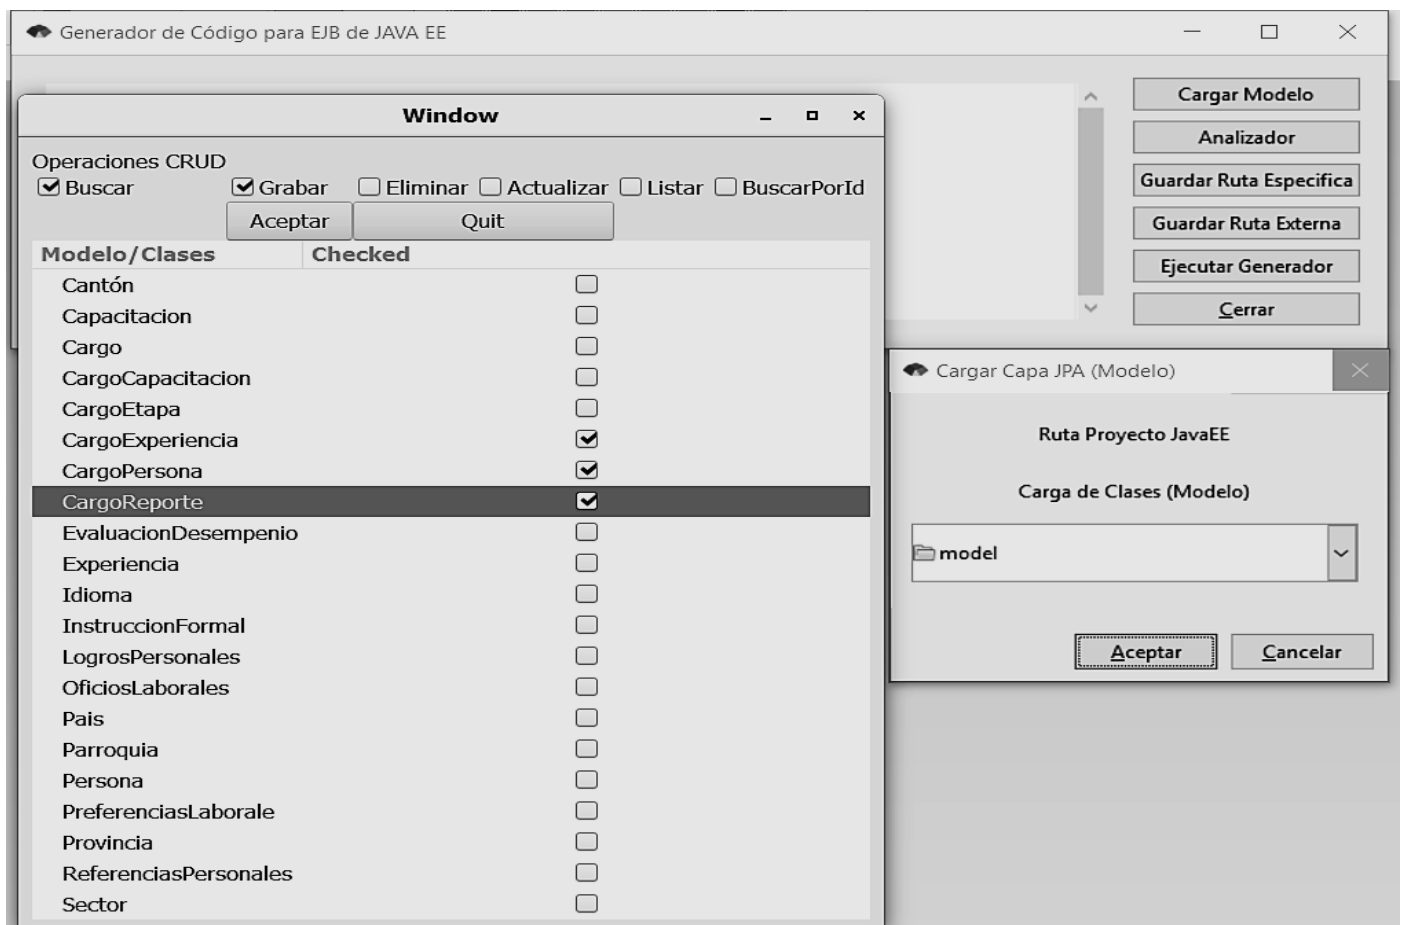 Generador de Código para EJB de JAVA EE
Cargar Modelo
Analizador
Guardar Ruta Especifica
Guardar Ruta Externa
Ejecutar Generador
Cerrar
Window
Operaciones CRUD
Buscar Grabar Eliminar Actualizar Listar BuscarPorId
Aceptar Quit
Modelo/Clases Checked
Cantón
Capacitacion
Cargo
CargoCapacitacion
CargoEtapa
CargoExperiencia
CargoPersona
CargoReporte
EvaluacionDesempenio
Experiencia
Idioma
InstruccionFormal
LogrosPersonales
OficiosLaborales
Pais
Parroquia
Persona
PreferenciasLaborale
Provincia
ReferenciasPersonales
Sector
Cargar Capa JPA (Modelo)
Ruta Proyecto JavaEE
Carga de Clases (Modelo)
model
Aceptar Cancelar